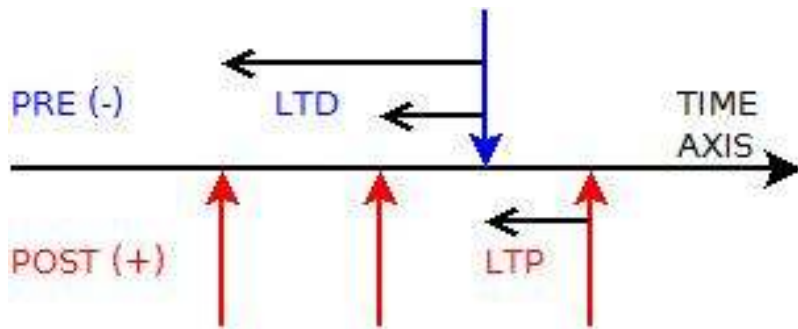 PRE (-)
LTD
TIME
AXIS
POST (+)
LTP